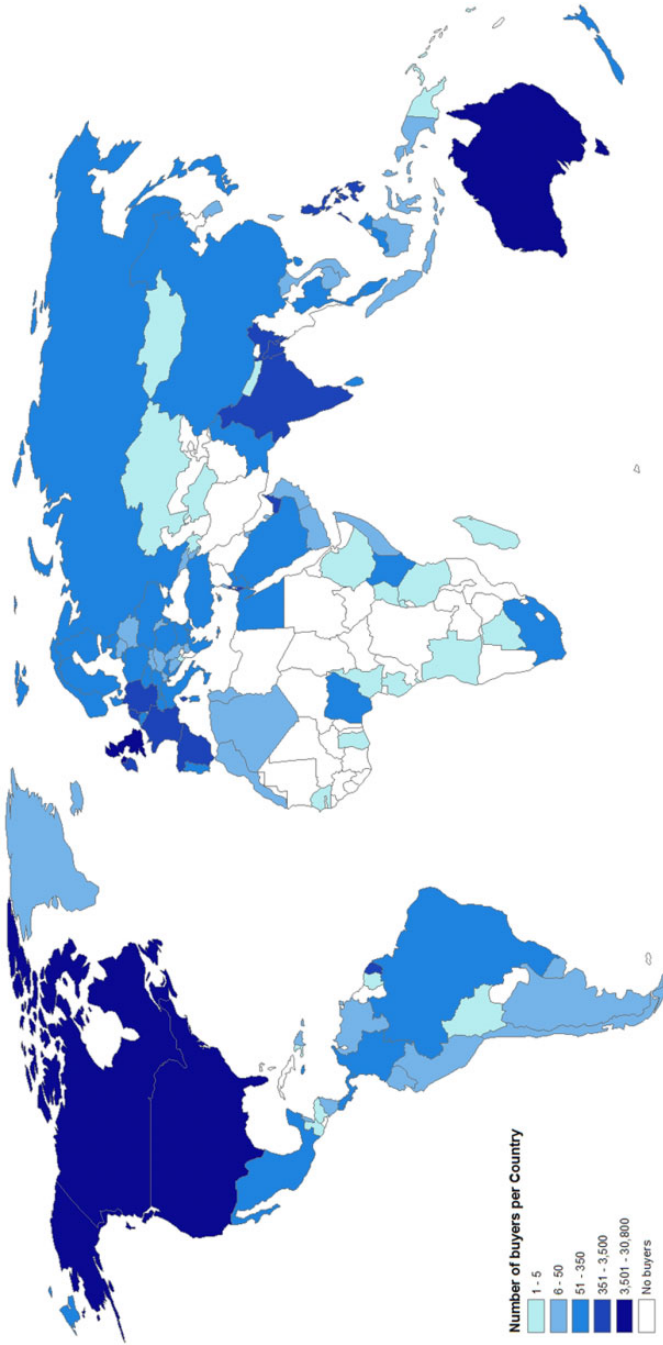 Number of buyers per Country
1 - 5
6 - 50
51 - 350
351 - 3,500
3,501 - 30,800
No buyers